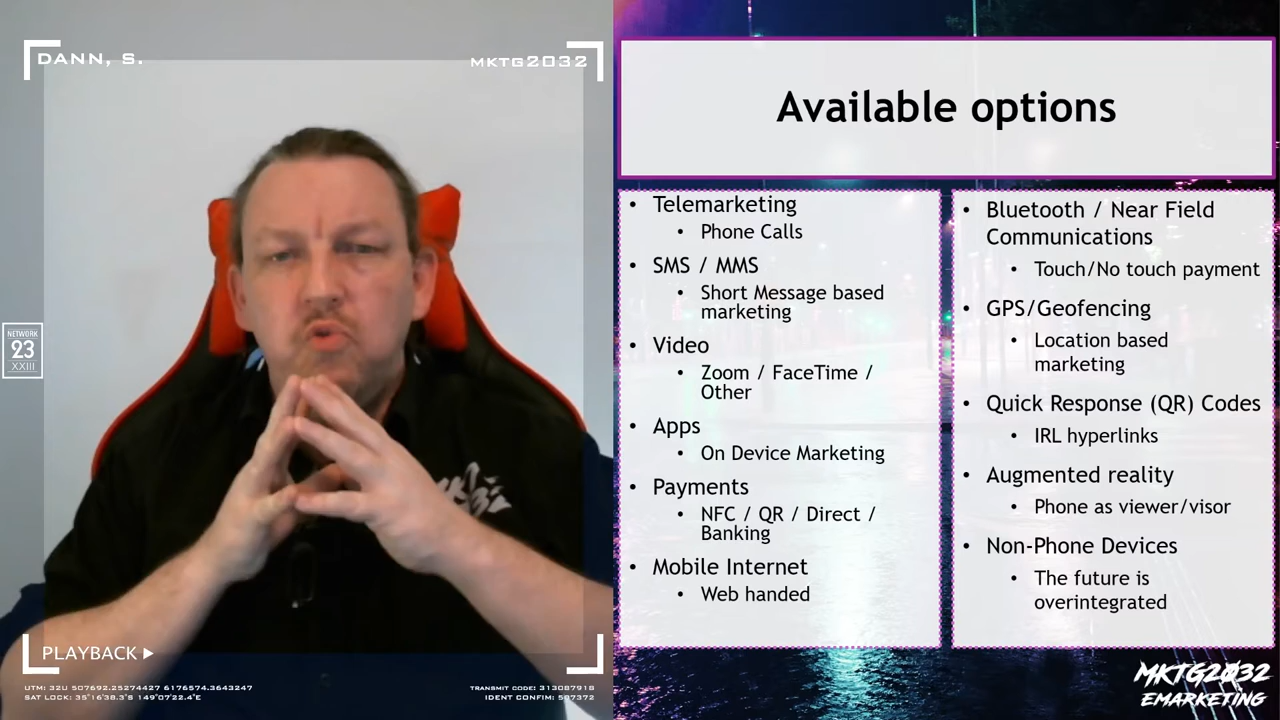 DANN, S.
MKTG2032
NETWORK
23
XXIII
PLAYBACK
UTM: 32U 507692.25274427 6176574.3643247
SAT LOCK: 35°16'38.3"S 149°07'22.4"E
TRANSMIT CODE: 313087918
IDENT CONFIM: 597372
Available options
• Telemarketing
• Phone Calls
• SMS / MMS
• Short Message based
marketing
• Video
• Zoom / FaceTime /
Other
• Apps
• On Device Marketing
• Payments
• NFC / QR / Direct /
Banking
• Mobile Internet
• Web handed
• Bluetooth / Near Field
Communications
• Touch/No touch payment
• GPS/Geofencing
• Location based
marketing
• Quick Response (QR) Codes
• IRL hyperlinks
• Augmented reality
• Phone as viewer/visor
• Non-Phone Devices
• The future is
overintegrated
MKTG2032
EMARKETING